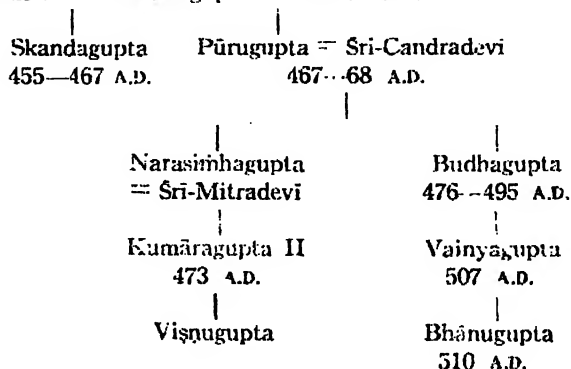 Skandagupta Pūrugupta = Śri-Candradevi
455—467 A.D. 467--68 A.D.
Narasiṁhagupta Budhagupta
= Śrī-Mitradevī 476--495 A.D.
Kumāragupta II Vainyagupta
473 A.D. 507 A.D.
Viṣṇugupta Bhānugupta
510 A.D.